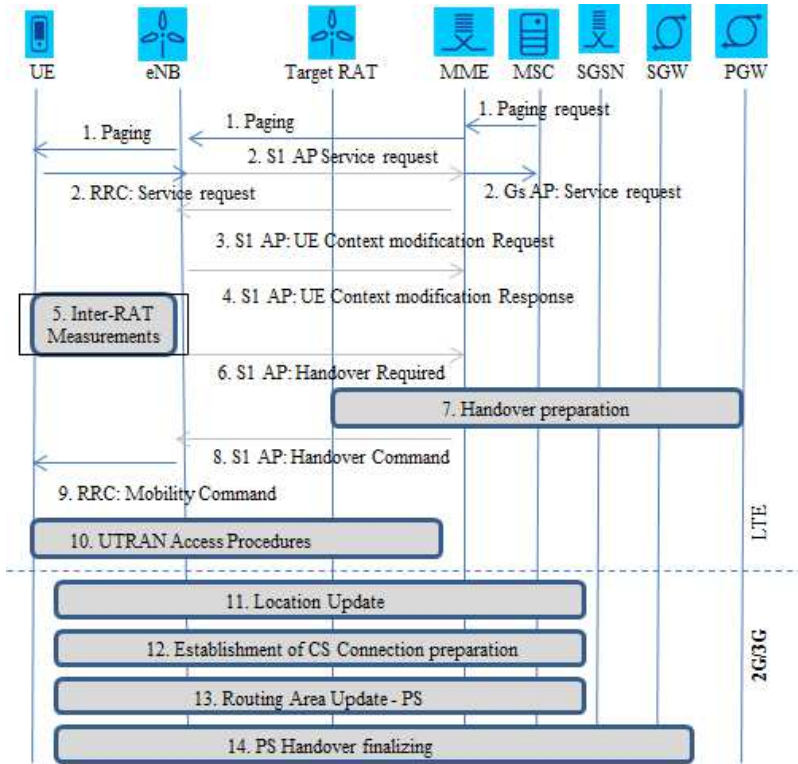 UE eNB Target RAT MME MSC SGSN SGW PGW
1. Paging request
1. Paging
1. Paging
2. S1 AP Service request
2. RRC: Service request
2. Gs AP: Service request
3. S1 AP: UE Context modification Request
4. S1 AP: UE Context modification Response
5. Inter-RAT
Measurements
6. S1 AP: Handover Required
7. Handover preparation
8. S1 AP: Handover Command
9. RRC: Mobility Command
10. UTRAN Access Procedures
LTE
11. Location Update
12. Establishment of CS Connection preparation
13. Routing Area Update - PS
2G/3G
14. PS Handover finalizing